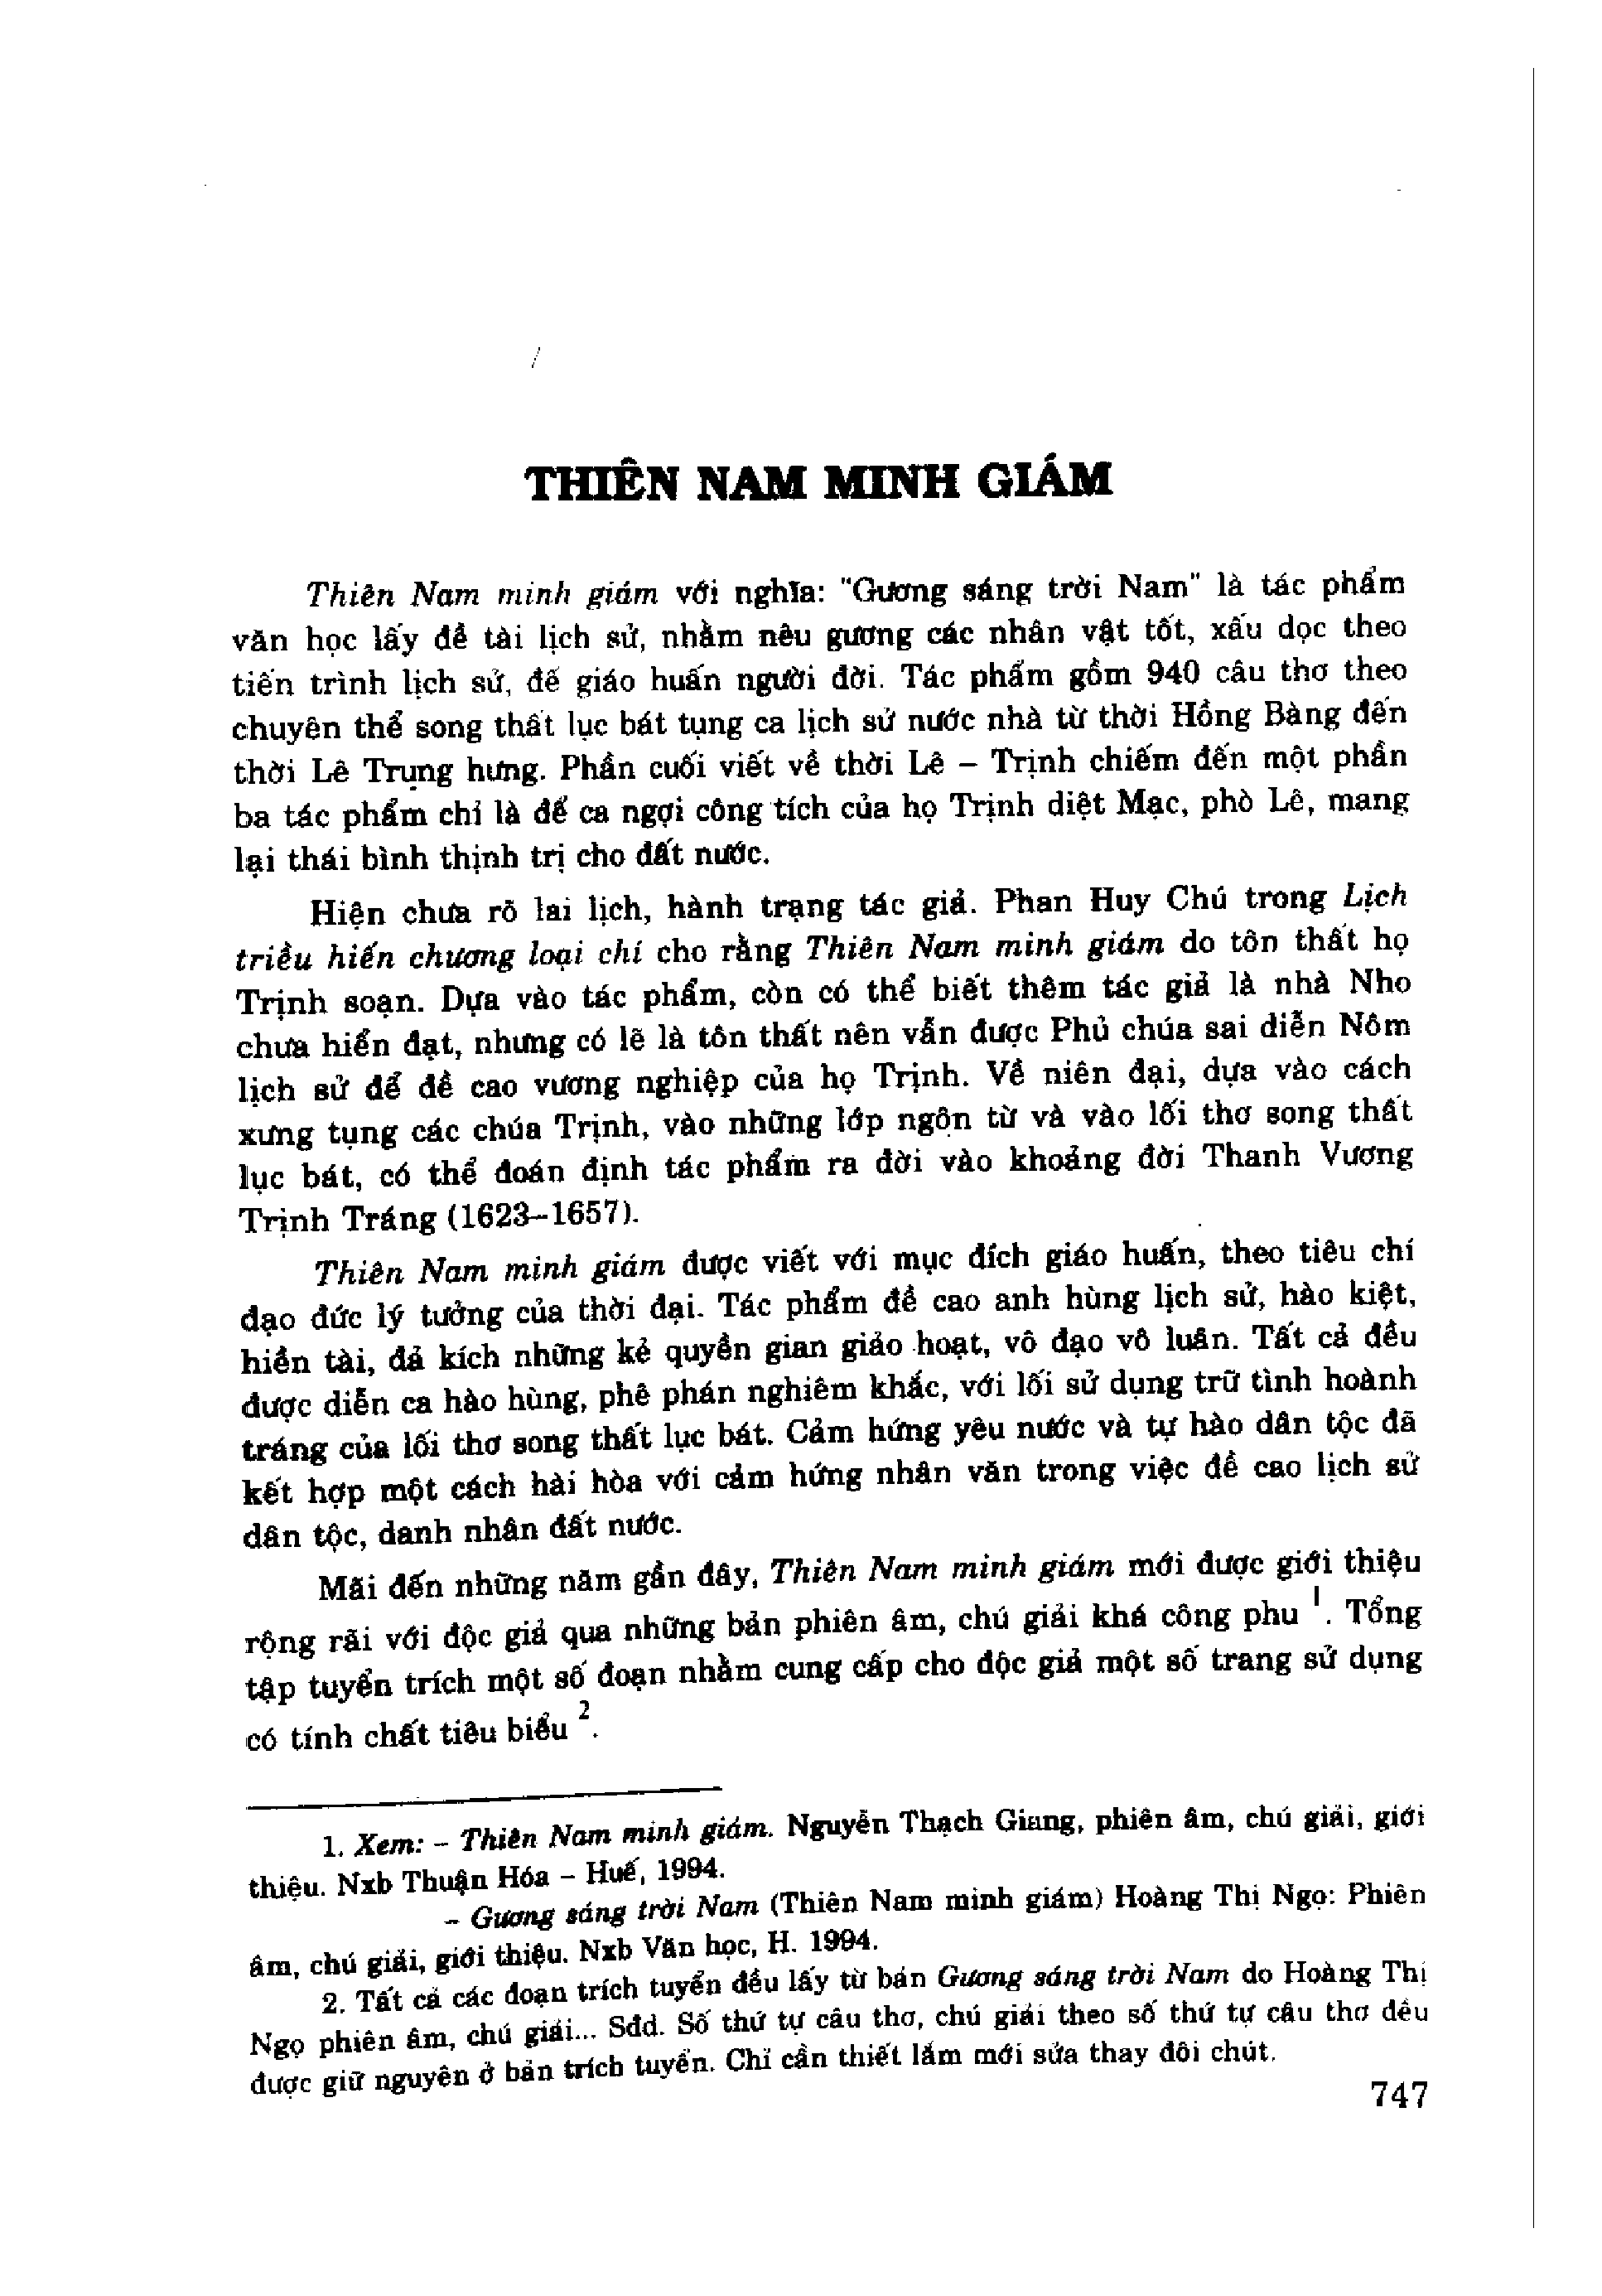 THIÊN NAM MINH GIÁM
Thiên Nam minh giám với nghĩa: "Gương sáng trời Nam" là tác phẩm
văn học lấy đề tài lịch sử, nhằm nêu gương các nhân vật tốt, xấu dọc theo
tiến trình lịch sử, để giáo huấn người đời. Tác phẩm gồm 940 câu thơ theo
chuyên thể song thất lục bát tụng ca lịch sử nước nhà từ thời Hồng Bàng đến
thời Lê Trung hưng. Phần cuối viết về thời Lê – Trịnh chiếm đến một phần
ba tác phẩm chỉ là để ca ngợi công tích của họ Trịnh diệt Mạc, phò Lê, mang
lại thái bình thịnh trị cho đất nước.
Hiện chưa rõ lai lịch, hành trạng tác giả. Phan Huy Chú trong Lịch
triều hiến chương loại chí cho rằng Thiên Nam minh giám do tôn thất họ
Trịnh soạn. Dựa vào tác phẩm, còn có thể biết thêm tác giả là nhà Nho
chưa hiển đạt, nhưng có lẽ là tôn thất nên vẫn được Phủ chúa sai diễn Nôm
lịch sử để đề cao vương nghiệp của họ Trịnh. Về niên đại, dựa vào cách
xưng tụng các chúa Trịnh, vào những lớp ngôn từ và vào lối thơ song thất
lục bát, có thể đoán định tác phẩm ra đời vào khoảng đời Thanh Vương
Trịnh Tráng (1623–1657).
Thiên Nam minh giám được viết với mục đích giáo huấn, theo tiêu chí
đạo đức lý tưởng của thời đại. Tác phẩm đề cao anh hùng lịch sử, hào kiệt,
hiền tài, đả kích những kẻ quyền gian giảo hoạt, vô đạo vô luân. Tất cả đều
được diễn ca hào hùng, phê phán nghiêm khắc, với lối sử dụng trữ tình hoành
tráng của lối thơ song thất lục bát. Cảm hứng yêu nước và tự hào dân tộc đã
kết hợp một cách hài hòa với cảm hứng nhân văn trong việc đề cao lịch sử
dân tộc, danh nhân đất nước.
Mãi đến những năm gần đây, Thiên Nam minh giám mới được giới thiệu
rộng rãi với độc giả qua những bản phiên âm, chú giải khá công phu 1. Tổng
tập tuyển trích một số đoạn nhằm cung cấp cho độc giả một số trang sử dụng
có tính chất tiêu biểu 2.
1. Xem: – Thiên Nam minh giám. Nguyễn Thạch Giang, phiên âm, chú giải, giới
thiệu. Nxb Thuận Hóa – Huế, 1994.
– Gương sáng trời Nam (Thiên Nam minh giám) Hoàng Thị Ngọ: Phiên
âm, chú giải, giới thiệu. Nxb Văn học, H. 1994.
2. Tất cả các đoạn trích tuyển đều lấy từ bản Gương sáng trời Nam do Hoàng Thị
Ngọ phiên âm, chú giải... Sđd. Số thứ tự câu thơ, chú giải theo số thứ tự câu thơ đều
được giữ nguyên ở bản trích tuyển. Chỉ cần thiết lắm mới sửa thay đôi chút.
747